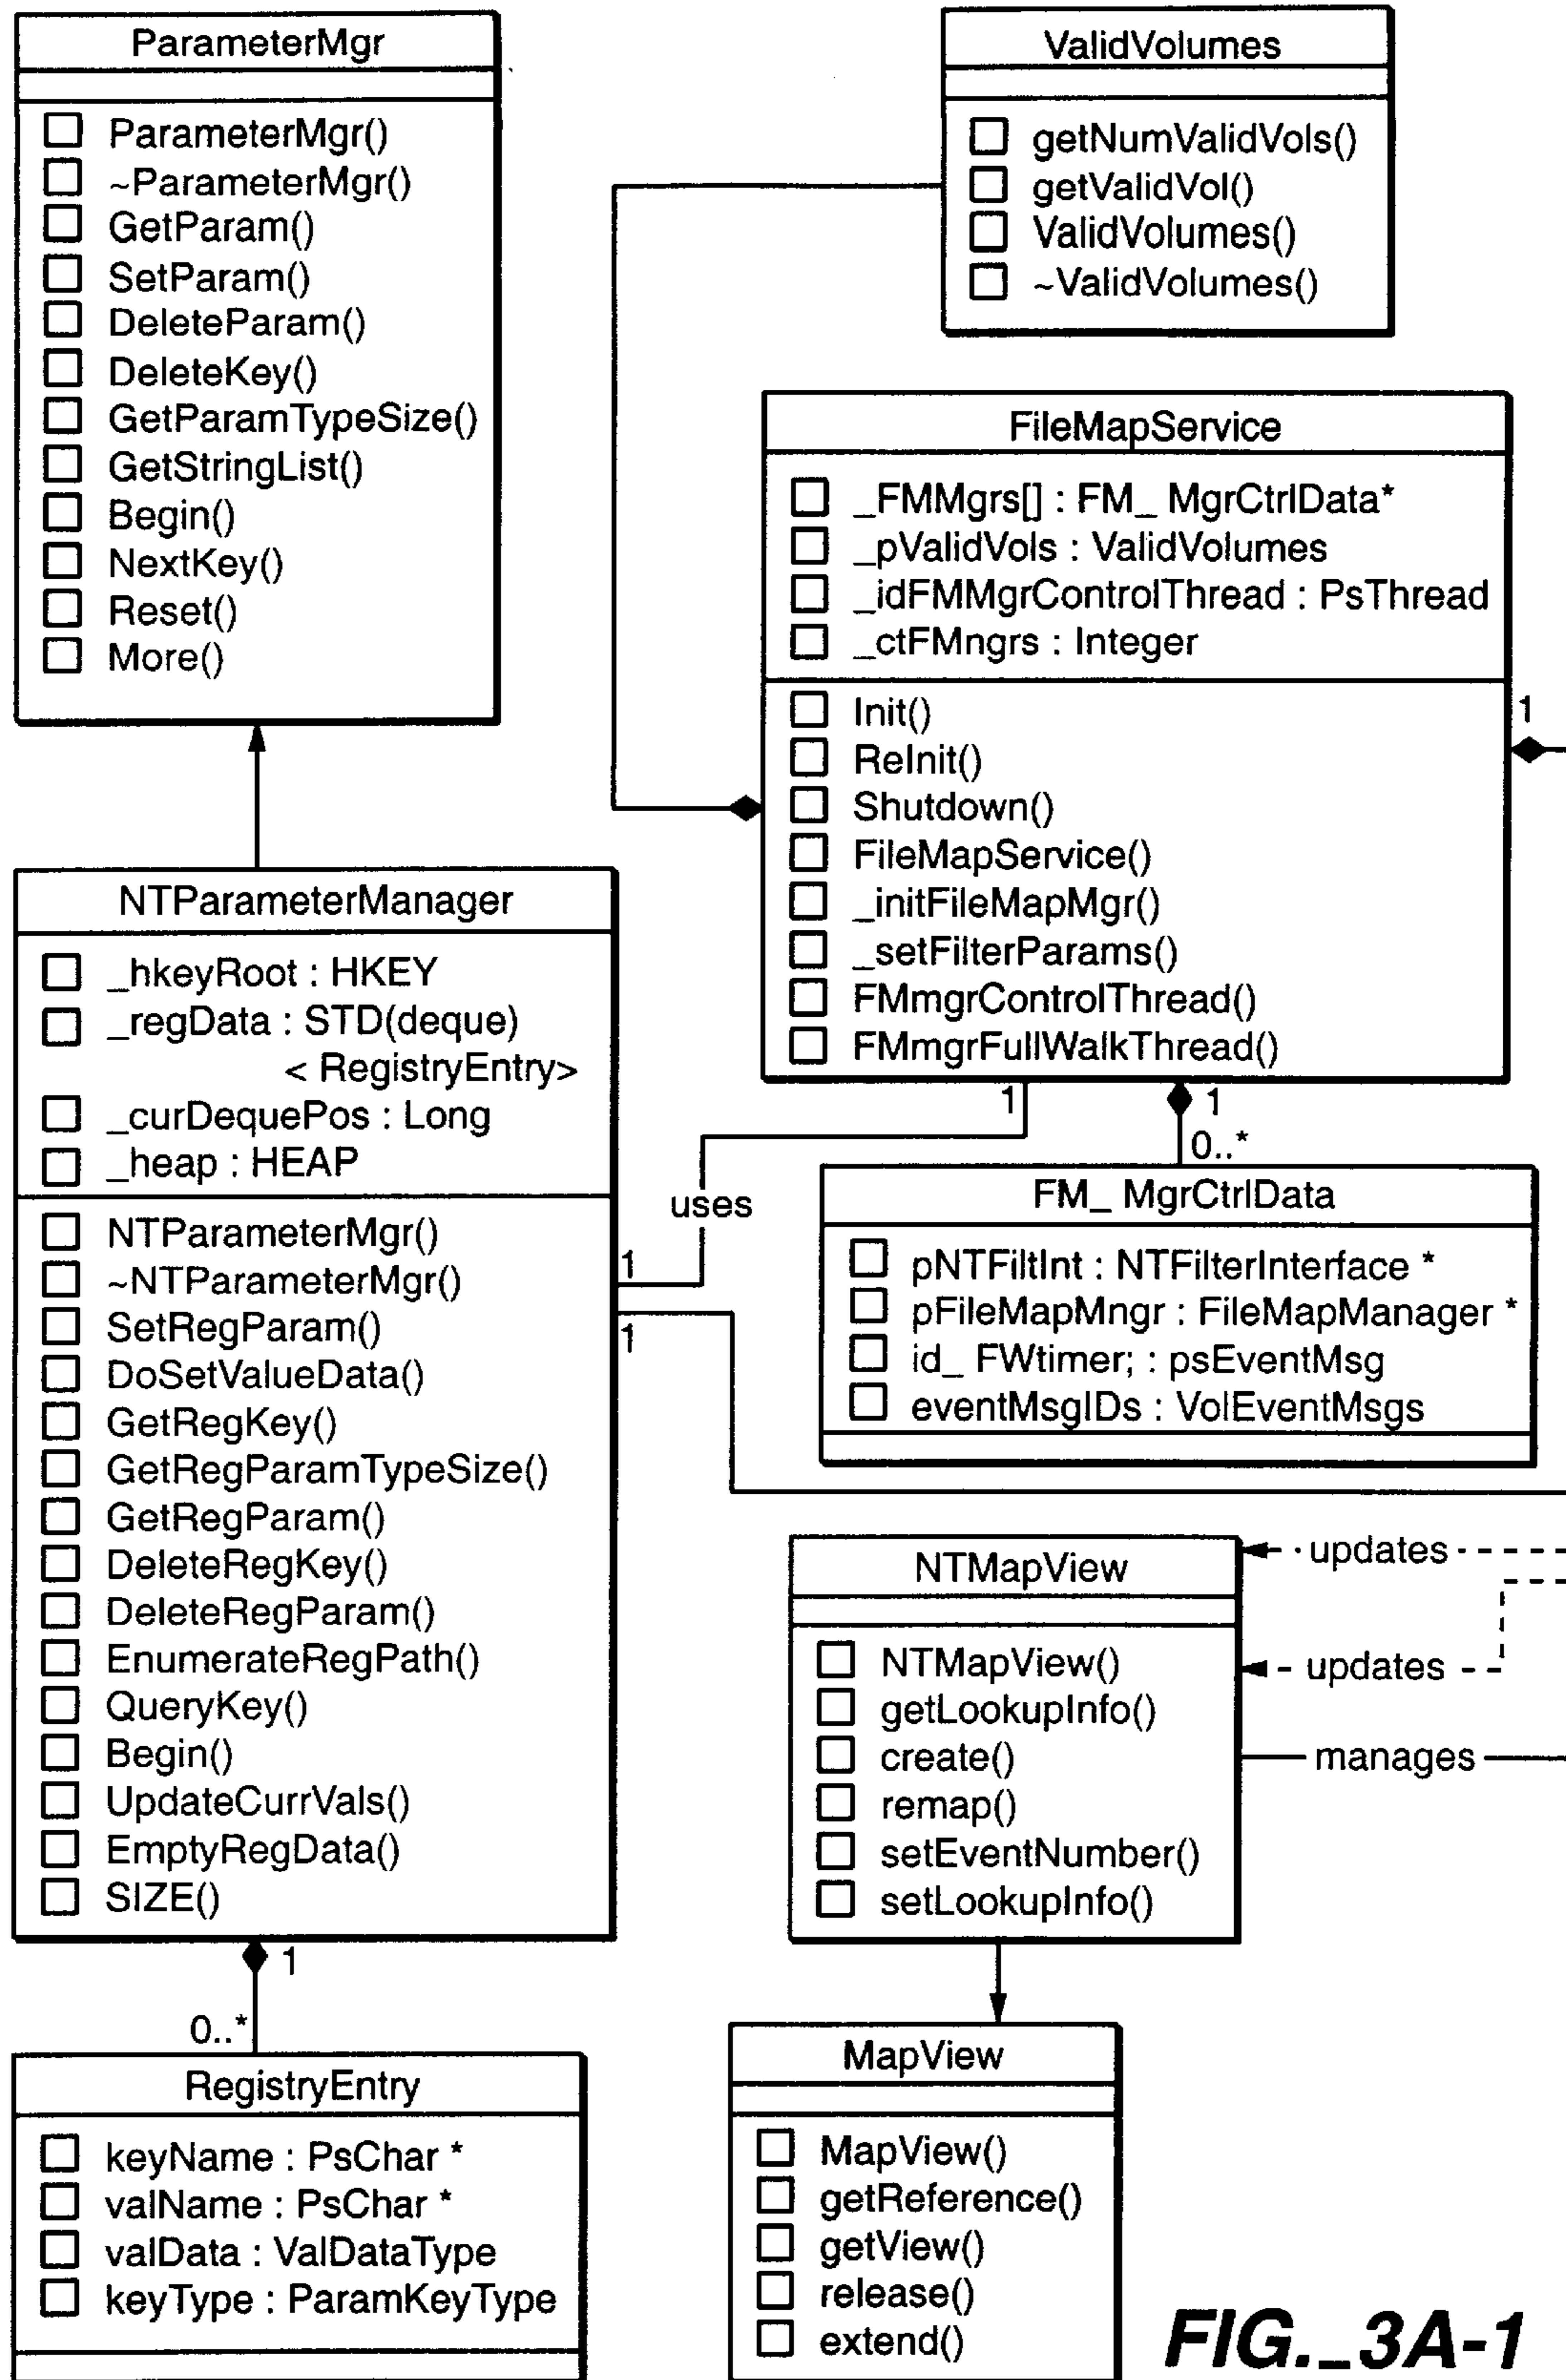 ParameterMgr
ParameterMgr()
~ParameterMgr()
GetParam()
SetParam()
DeleteParam()
DeleteKey()
GetParamTypeSize()
GetStringList()
Begin()
NextKey()
Reset()
More()
ValidVolumes
getNumValidVols()
getValidVol()
ValidVolumes()
~ValidVolumes()
FileMapService
_FMMgrs[] : FM_ MgrCtrlData*
_pValidVols : ValidVolumes
_idFMMgrControlThread : PsThread
_ctFMngrs : Integer
Init()
ReInit()
Shutdown()
FileMapService()
_initFileMapMgr()
_setFilterParams()
FMmgrControlThread()
FMmgrFullWalkThread()
1
1
1
0..*
uses
1
1
NTParameterManager
_hkeyRoot : HKEY
_regData : STD(deque)
< RegistryEntry>
_curDequePos : Long
_heap : HEAP
NTParameterMgr()
~NTParameterMgr()
SetRegParam()
DoSetValueData()
GetRegKey()
GetRegParamTypeSize()
GetRegParam()
DeleteRegKey()
DeleteRegParam()
EnumerateRegPath()
QueryKey()
Begin()
UpdateCurrVals()
EmptyRegData()
SIZE()
1
0..*
FM_ MgrCtrlData
pNTFiltInt : NTFilterInterface *
pFileMapMngr : FileMapManager *
id_ FWtimer; : psEventMsg
eventMsgIDs : VolEventMsgs
NTMapView
NTMapView()
getLookupInfo()
create()
remap()
setEventNumber()
setLookupInfo()
updates
updates
manages
RegistryEntry
keyName : PsChar *
valName : PsChar *
valData : ValDataType
keyType : ParamKeyType
MapView
MapView()
getReference()
getView()
release()
extend()
FIG._3A-1